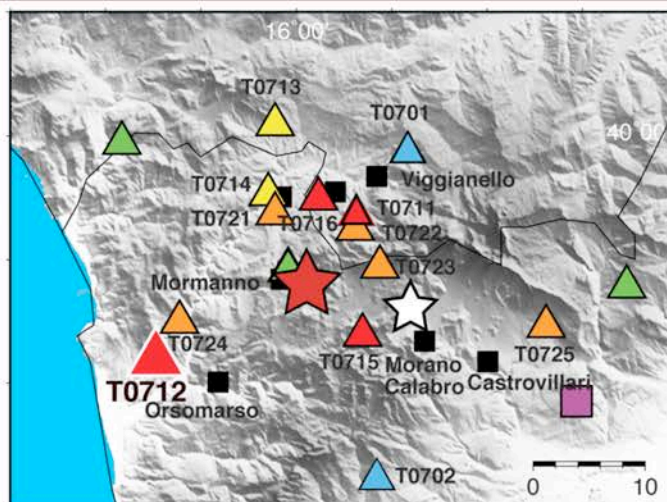 16°00'
T0713
T0701
40°00'
Viggianello
T0714
T0721
T0716
T0711
T0722
T0723
Mormanno
T0724
T0715
T0725
Morano
Calabro
Castrovillari
T0712
Orsomarso
T0702
0 10